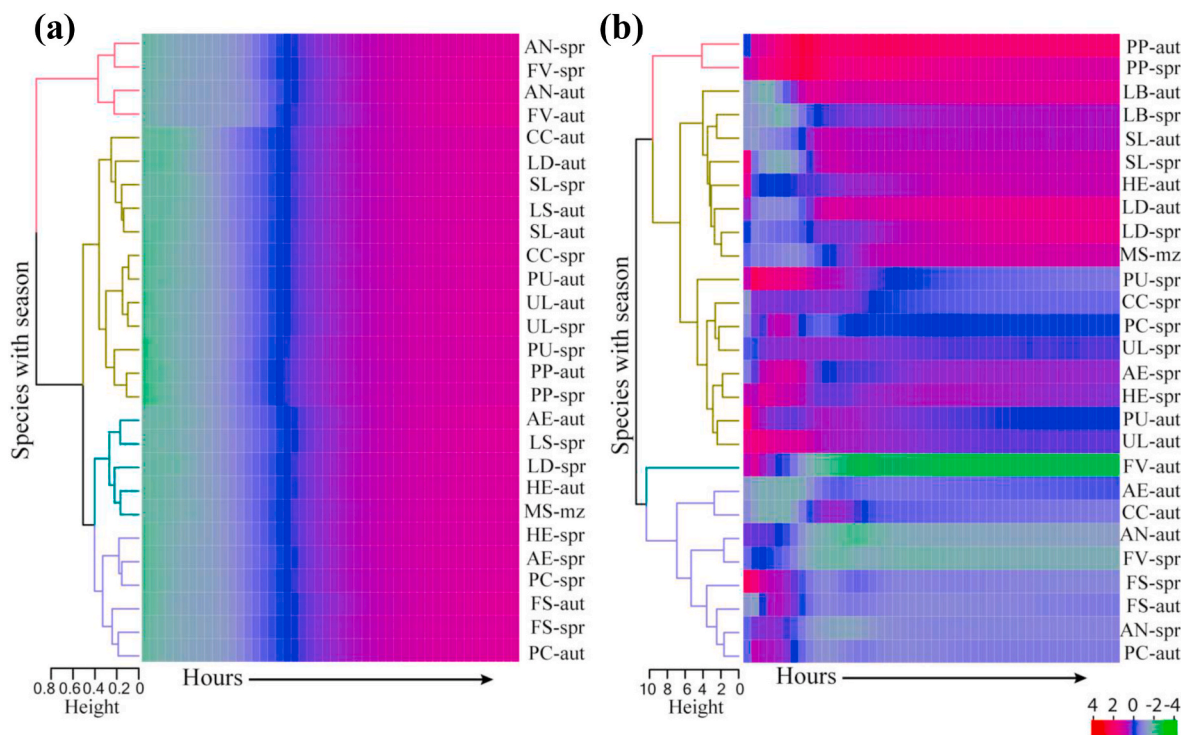 (a)
AN-spr
FV-spr
AN-aut
FV-aut
CC-aut
LD-aut
SL-spr
LS-aut
SL-aut
CC-spr
PU-aut
UL-aut
UL-spr
PU-spr
PP-aut
PP-spr
AE-aut
LS-spr
LD-spr
HE-aut
MS-mz
HE-spr
AE-spr
PC-spr
FS-aut
FS-spr
PC-aut
Species with season
0.8 0.6 0.4 0.2 0
Height
Hours
(b)
PP-aut
PP-spr
LB-aut
LB-spr
SL-aut
SL-spr
HE-aut
LD-aut
LD-spr
MS-mz
PU-spr
CC-spr
PC-spr
UL-spr
AE-spr
HE-spr
PU-aut
UL-aut
FV-aut
AE-aut
CC-aut
AN-aut
FV-spr
FS-spr
FS-aut
AN-spr
PC-aut
Species with season
10 8 6 4 2 0
Height
Hours
4 2 0 -2 -4